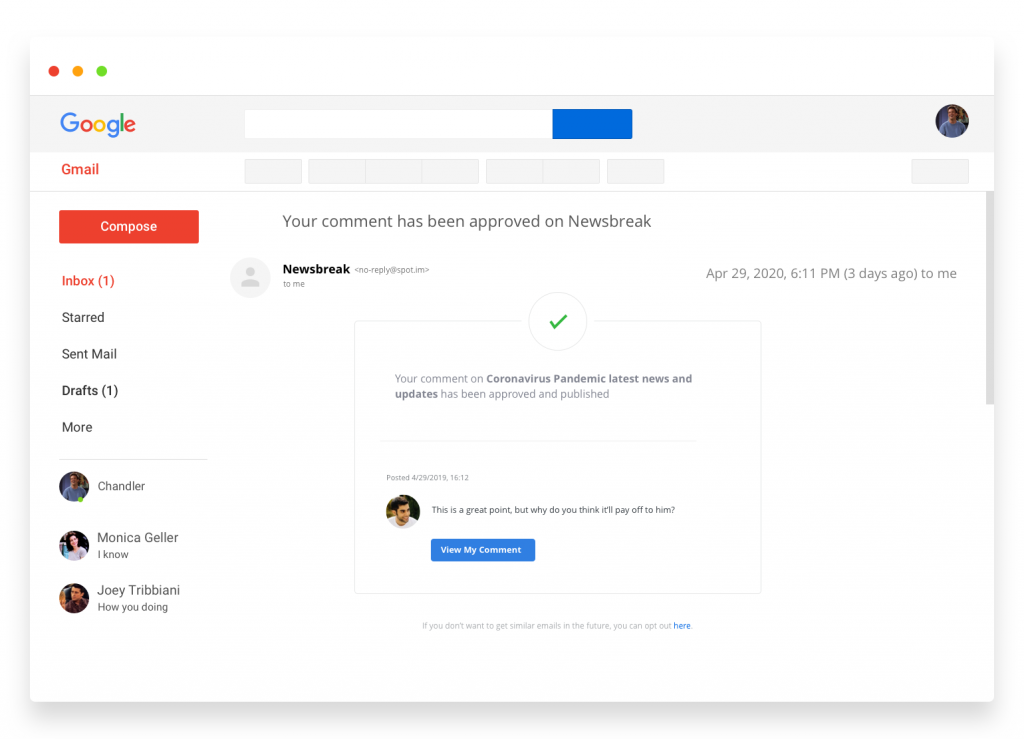 Google
Gmail
Compose
Inbox (1)
Starred
Sent Mail
Drafts (1)
More
Chandler
Monica Geller
I know
Joey Tribbiani
How you doing
Your comment has been approved on Newsbreak
Newsbreak <no-reply@spot.im>
to me
Apr 29, 2020, 6:11 PM (3 days ago) to me
Your comment on Coronavirus Pandemic latest news and
updates has been approved and published
Posted 4/29/2019, 16:12
This is a great point, but why do you think it'll pay off to him?
View My Comment
If you don't want to get similar emails in the future, you can opt out here.